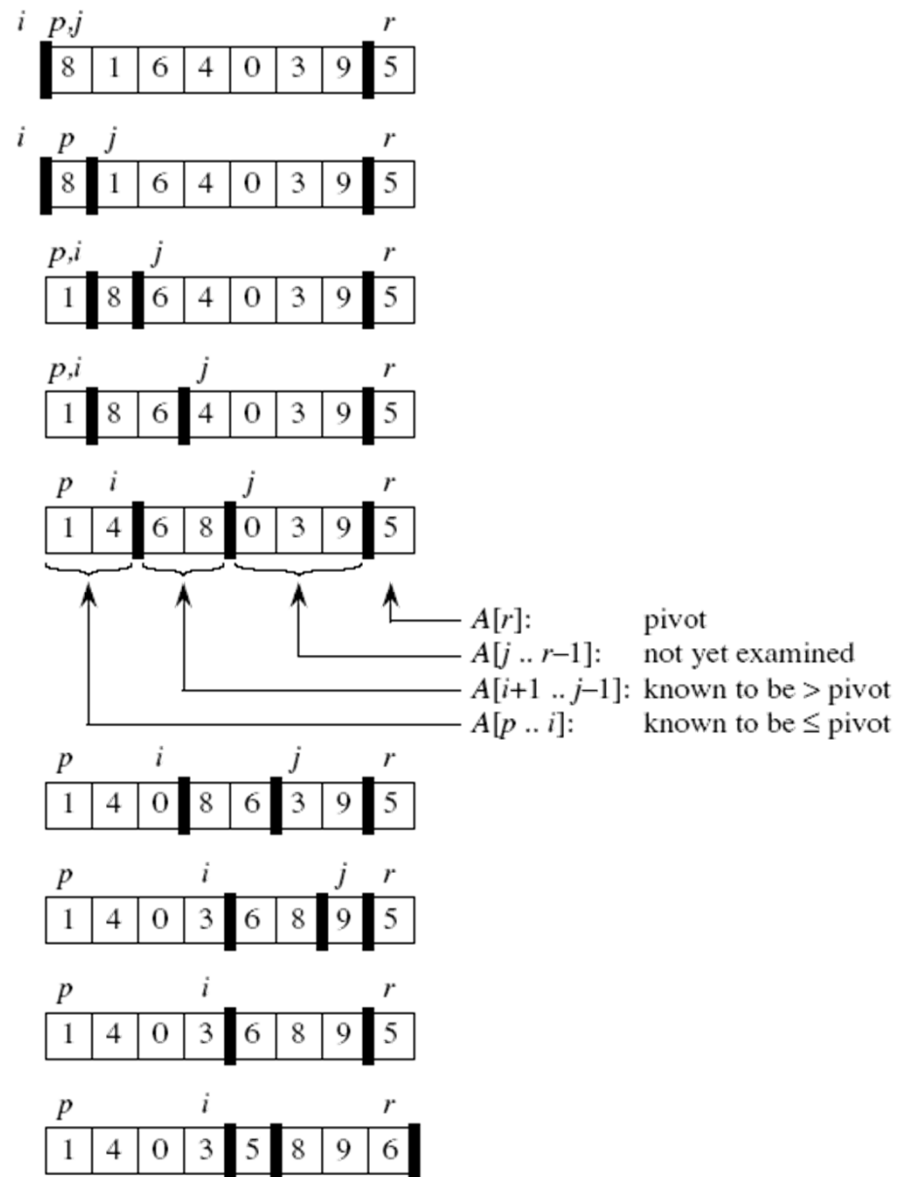 i p,j r
8 1 6 4 0 3 9 5
i p j r
8 1 6 4 0 3 9 5
p,i j r
1 8 6 4 0 3 9 5
p,i j r
1 8 6 4 0 3 9 5
p i j r
1 4 6 8 0 3 9 5
A[r]: pivot
A[j .. r–1]: not yet examined
A[i+1 .. j–1]: known to be > pivot
A[p .. i]: known to be ≤ pivot
p i j r
1 4 0 8 6 3 9 5
p i j r
1 4 0 3 6 8 9 5
p i r
1 4 0 3 6 8 9 5
p i r
1 4 0 3 5 8 9 6